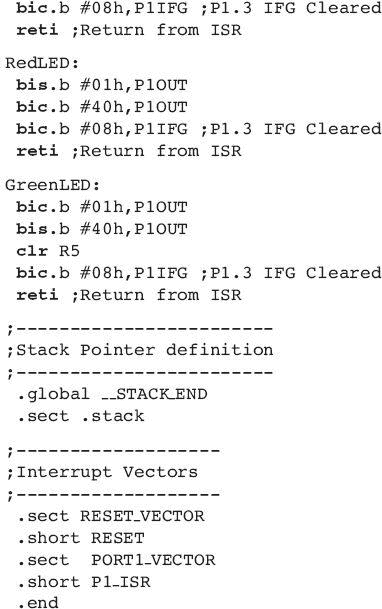 bic.b #08h,P1IFG ;P1.3 IFG Cleared
reti ;Return from ISR
RedLED:
bis.b #01h,P1OUT
bic.b #40h,P1OUT
bic.b #08h,P1IFG ;P1.3 IFG Cleared
reti ;Return from ISR
GreenLED:
bic.b #01h,P1OUT
bis.b #40h,P1OUT
clr R5
bic.b #08h,P1IFG ;P1.3 IFG Cleared
reti ;Return from ISR
;------------------------
;Stack Pointer definition
;------------------------
.global __STACK_END
.sect .stack
;-------------------
;Interrupt Vectors
;-------------------
.sect RESET_VECTOR
.short RESET
.sect  PORT1_VECTOR
.short P1_ISR
.end